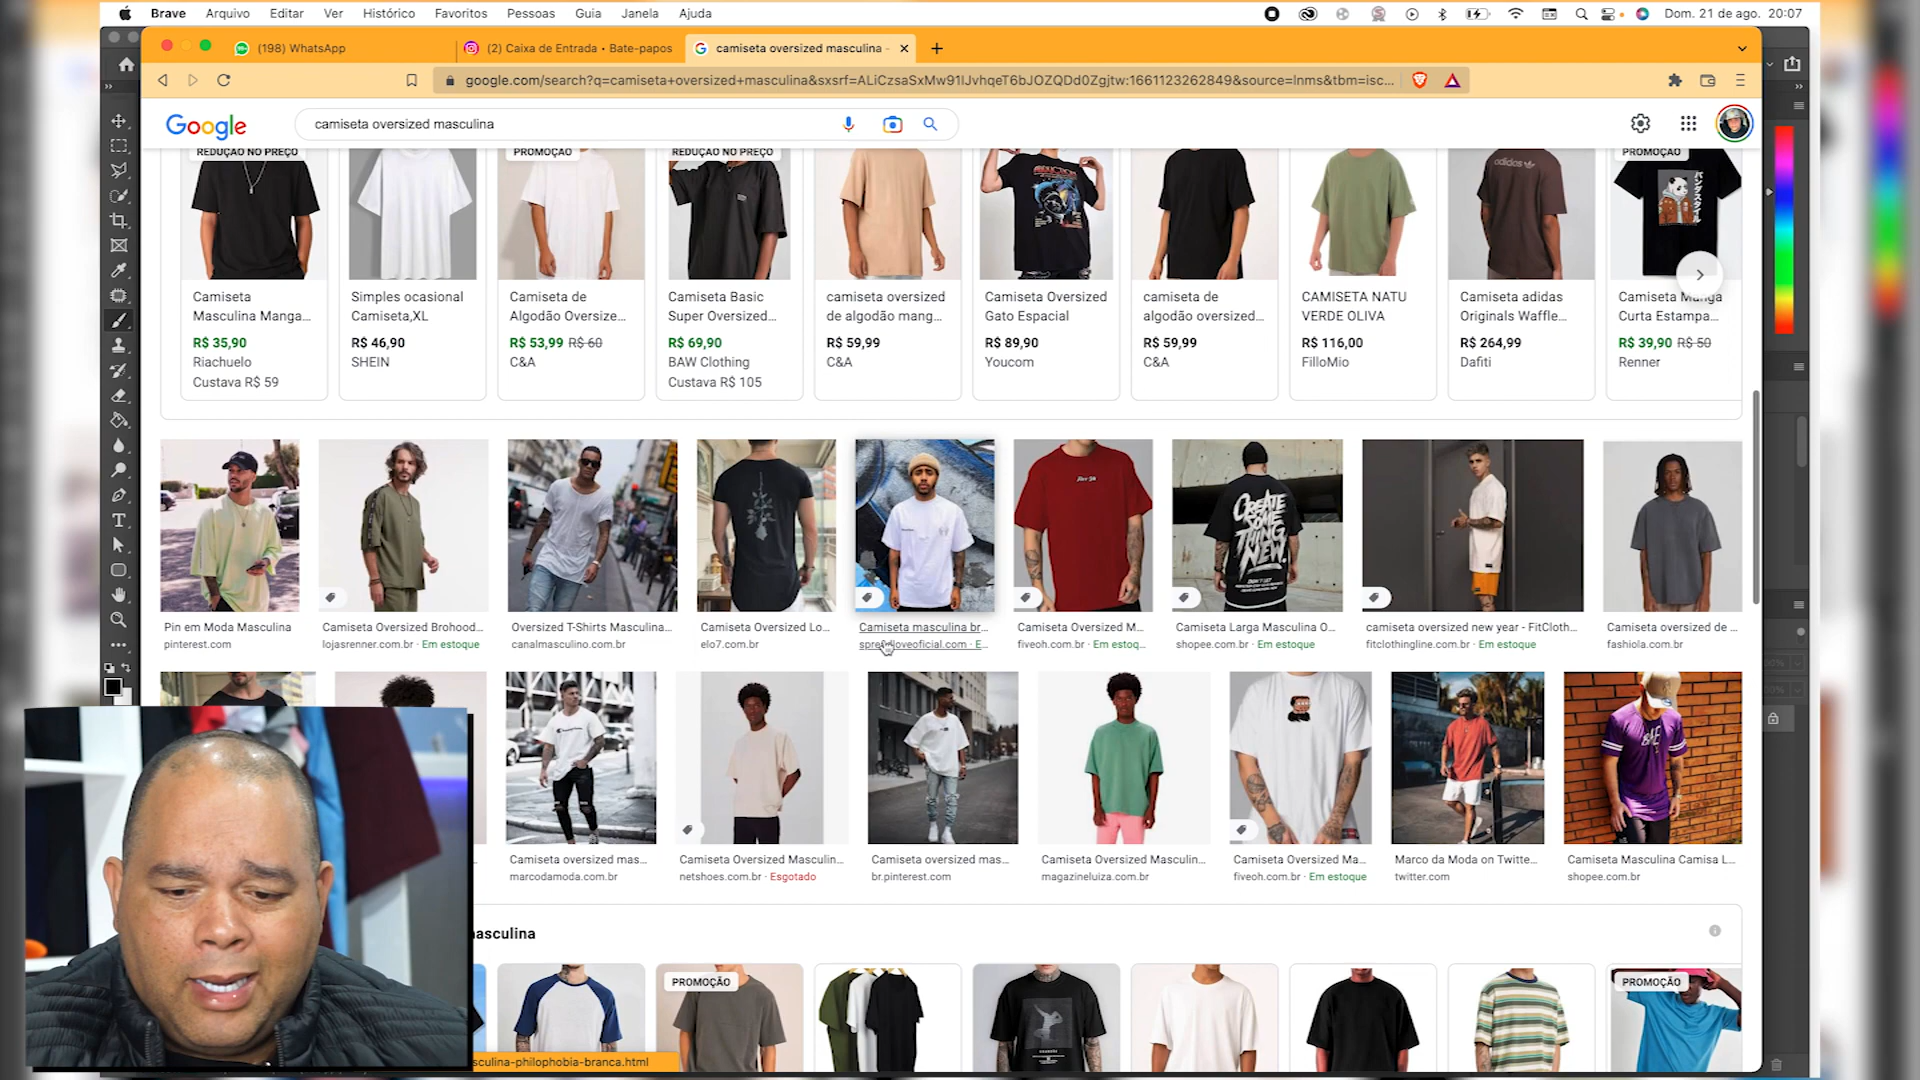 Brave Arquivo Editar Ver Histórico Favoritos Pessoas Guia Janela Ajuda
Dom. 21 de ago. 20:07
(198) WhatsApp
(2) Caixa de Entrada • Bate-papos
camiseta oversized masculina -
google.com/search?q=camiseta+oversized+masculina&sxsrf=ALiCzsaSxMw91IJvhqeT6bJOZQDd0Zgjtw:1661123262849&source=lnms&tbm=isc...
Google
camiseta oversized masculina
REDUÇÃO NO PREÇO
PROMOÇÃO
REDUÇÃO NO PREÇO
PROMOÇÃO
adidas
Camiseta
Masculina Manga...
R$ 35,90
Riachuelo
Custava R$ 59
Simples ocasional
Camiseta,XL
R$ 46,90
SHEIN
Camiseta de
Algodão Oversize...
R$ 53,99 R$ 60
C&A
Camiseta Basic
Super Oversized...
R$ 69,90
BAW Clothing
Custava R$ 105
camiseta oversized
de algodão mang...
R$ 59,99
C&A
Camiseta Oversized
Gato Espacial
R$ 89,90
Youcom
camiseta de
algodão oversized...
R$ 59,99
C&A
CAMISETA NATU
VERDE OLIVA
R$ 116,00
FilloMio
Camiseta adidas
Originals Waffle...
R$ 264,99
Dafiti
Camiseta Manga
Curta Estampa...
R$ 39,90 R$ 50
Renner
CREATE
SOME
THING
NEW.
Pin em Moda Masculina
pinterest.com
Camiseta Oversized Brohood...
lojasrenner.com.br · Em estoque
Oversized T-Shirts Masculina...
canalmasculino.com.br
Camiseta Oversized Lo...
elo7.com.br
Camiseta masculina br...
spreadloveoficial.com · E...
Camiseta Oversized M...
fiveoh.com.br · Em estoq...
Camiseta Larga Masculina O...
shopee.com.br · Em estoque
camiseta oversized new year - FitCloth...
fitclothingline.com.br · Em estoque
Camiseta oversized de ...
fashiola.com.br
Camiseta oversized mas...
marcodamoda.com.br
Camiseta Oversized Masculin...
netshoes.com.br · Esgotado
Camiseta oversized mas...
br.pinterest.com
Camiseta Oversized Masculin...
magazineluiza.com.br
Camiseta Oversized Ma...
fiveoh.com.br · Em estoque
Marco da Moda on Twitte...
twitter.com
Camiseta Masculina Camisa L...
shopee.com.br
asculina
PROMOÇÃO
PROMOÇÃO
sculina-philophobia-branca.html